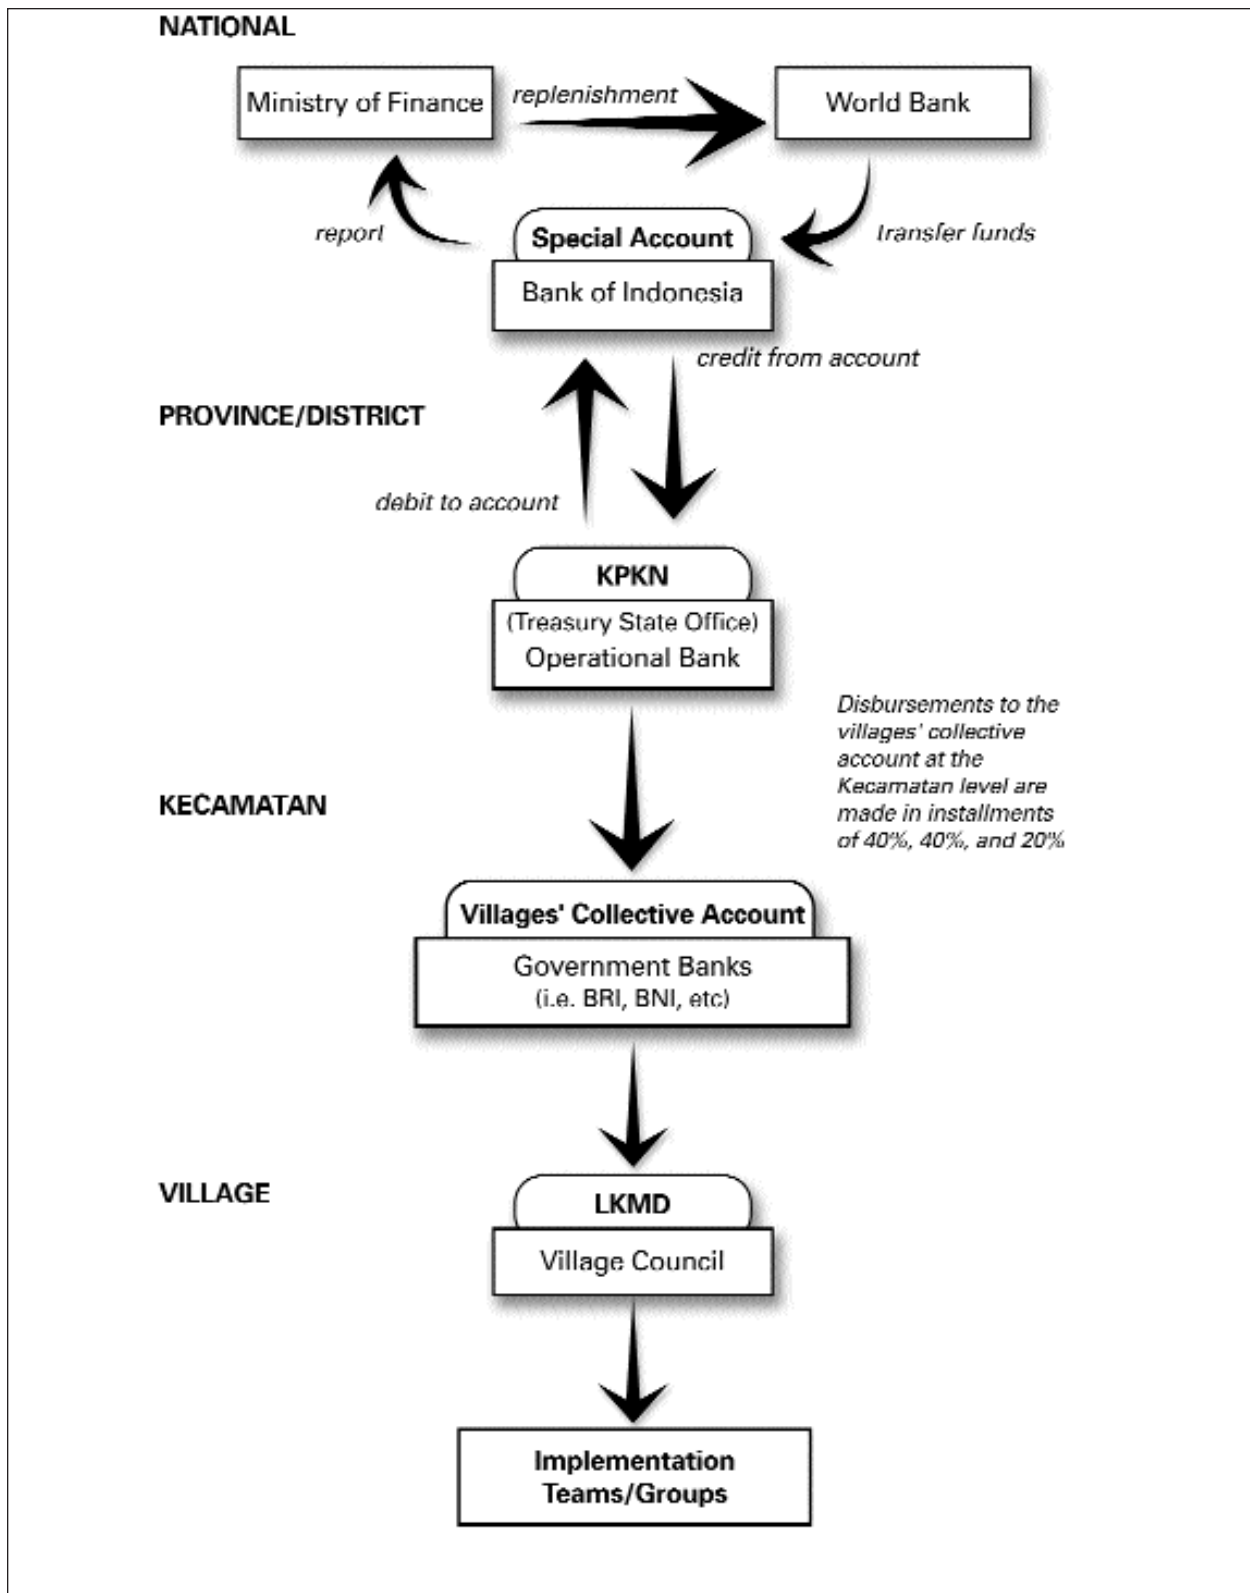 NATIONAL
Ministry of Finance
replenishment
World Bank
report
Special Account
transfer funds
Bank of Indonesia
credit from account
PROVINCE/DISTRICT
debit to account
KPKN
(Treasury State Office)
Operational Bank
Disbursements to the
villages' collective
account at the
Kecamatan level are
made in installments
of 40%, 40%, and 20%
KECAMATAN
Villages' Collective Account
Government Banks
(i.e. BRI, BNI, etc)
VILLAGE
LKMD
Village Council
Implementation
Teams/Groups